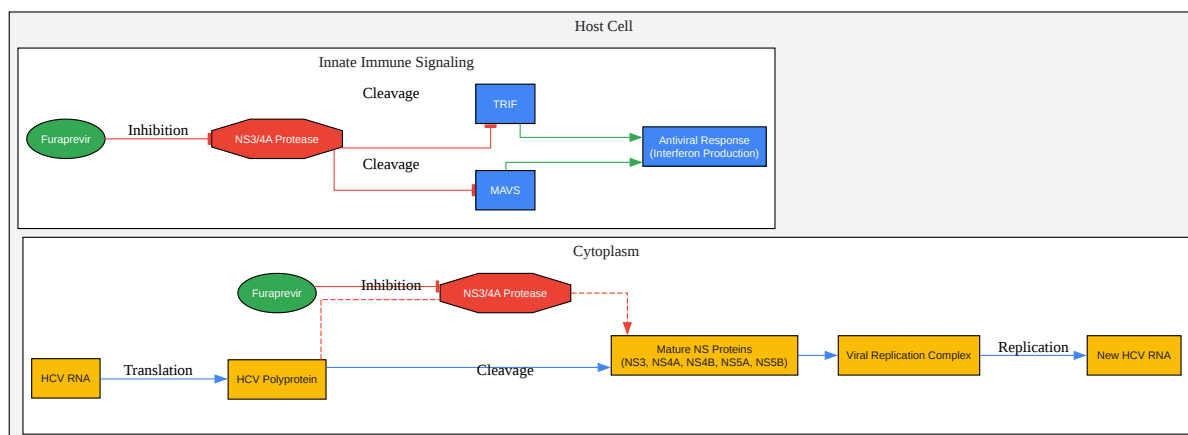 Host Cell
Innate Immune Signaling
Cleavage
TRIF
Furaprevir
Inhibition
NS3/4A Protease
Antiviral Response
(Interferon Production)
Cleavage
MAVS
Cytoplasm
Furaprevir
Inhibition
NS3/4A Protease
HCV RNA
Translation
HCV Polyprotein
Cleavage
Mature NS Proteins
(NS3, NS4A, NS4B, NS5A, NS5B)
Viral Replication Complex
Replication
New HCV RNA